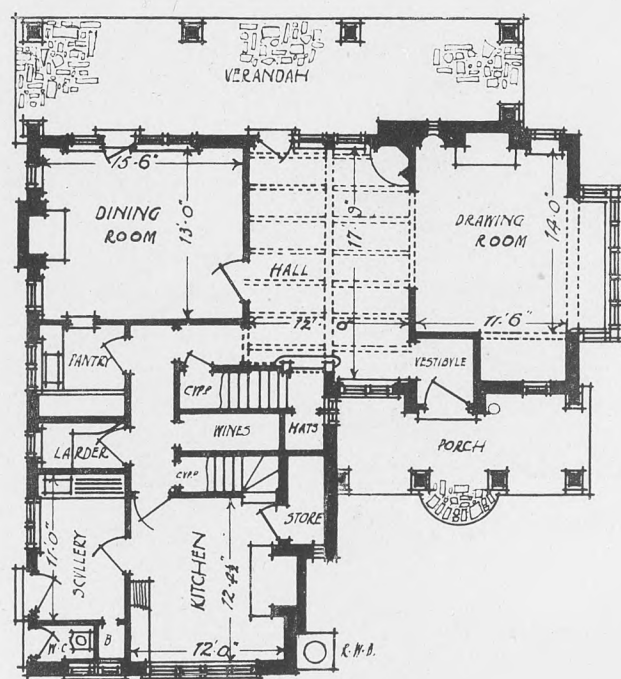 VERANDAH
15'·6"
DINING
ROOM
13'·0"
HALL
17'·9"
12'·0"
DRAWING
ROOM
14'·0"
11'·6"
VESTIBULE
PANTRY
CUPD
WINES
HATS
PORCH
LARDER
CUPD
STORE
SCULLERY
11'·0"
KITCHEN
12'·4½"
12'·0"
W·C
B
R·W·B.